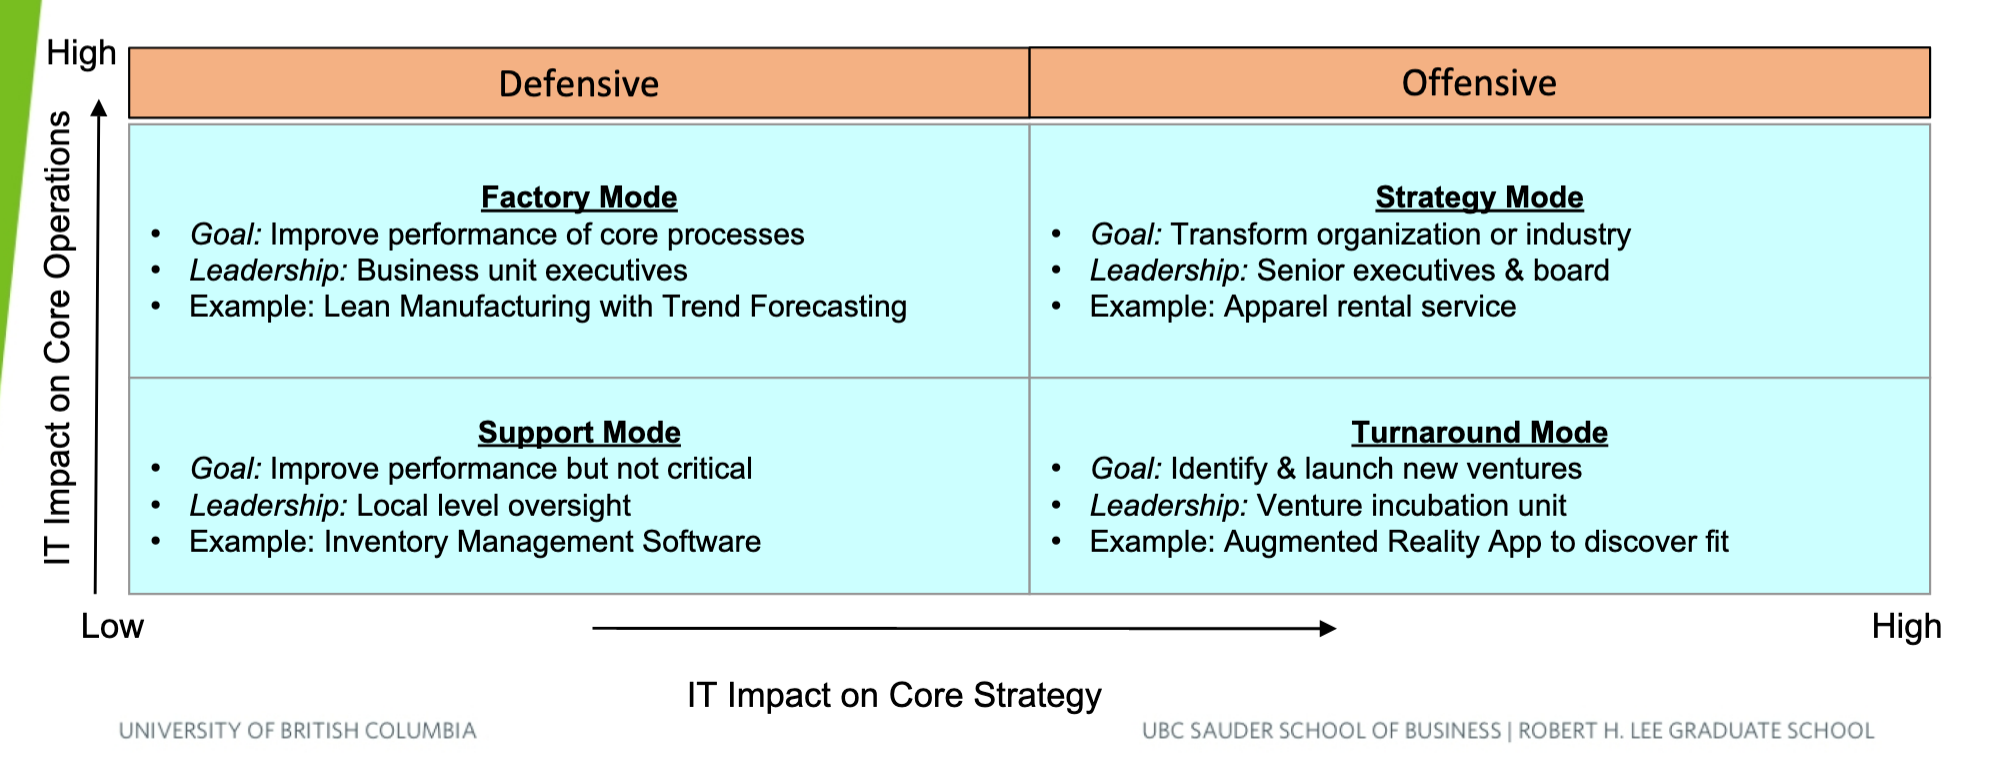 High
Defensive
Offensive
IT Impact on Core Operations
Factory Mode
• Goal: Improve performance of core processes
• Leadership: Business unit executives
• Example: Lean Manufacturing with Trend Forecasting
Strategy Mode
• Goal: Transform organization or industry
• Leadership: Senior executives & board
• Example: Apparel rental service
Support Mode
• Goal: Improve performance but not critical
• Leadership: Local level oversight
• Example: Inventory Management Software
Turnaround Mode
• Goal: Identify & launch new ventures
• Leadership: Venture incubation unit
• Example: Augmented Reality App to discover fit
Low
High
IT Impact on Core Strategy
UNIVERSITY OF BRITISH COLUMBIA
UBC SAUDER SCHOOL OF BUSINESS | ROBERT H. LEE GRADUATE SCHOOL